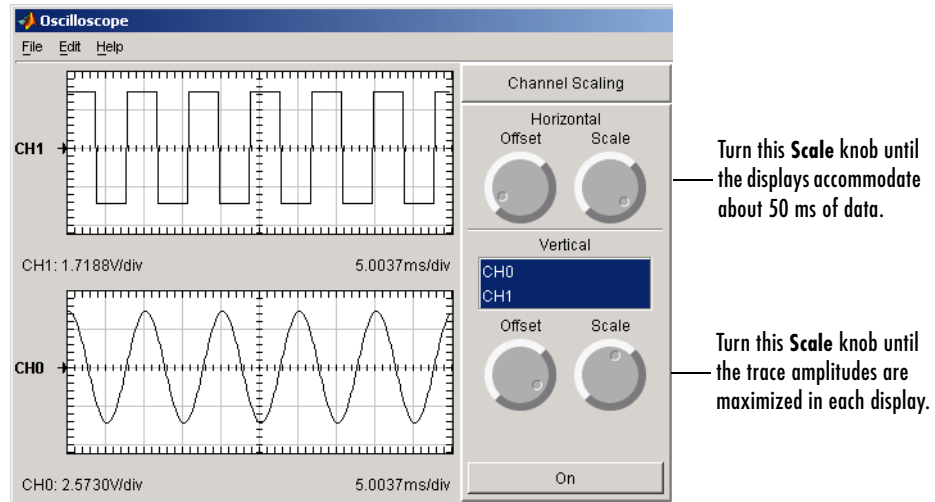 Oscilloscope
File Edit Help
CH1
CH1: 1.7188V/div 5.0037ms/div
CH0
CH0: 2.5730V/div 5.0037ms/div
Channel Scaling
Horizontal
Offset Scale
Vertical
CH0
CH1
Offset Scale
On
Turn this Scale knob until
the displays accommodate
about 50 ms of data.
Turn this Scale knob until
the trace amplitudes are
maximized in each display.